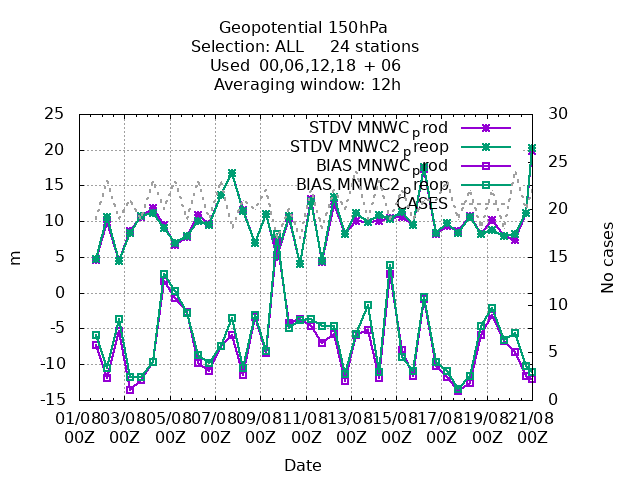 Geopotential 150hPa
Selection: ALL 24 stations
Used 00,06,12,18 + 06
Averaging window: 12h
25
20
15
10
5
0
-5
-10
-15
m
30
25
20
15
10
5
0
No cases
STDV MNWC_prod
STDV MNWC2_preop
BIAS MNWC_prod
BIAS MNWC2_preop
CASES
01/08 03/08 05/08 07/08 09/08 11/08 13/08 15/08 17/08 19/08 21/08
00Z 00Z 00Z 00Z 00Z 00Z 00Z 00Z 00Z 00Z 00Z
Date